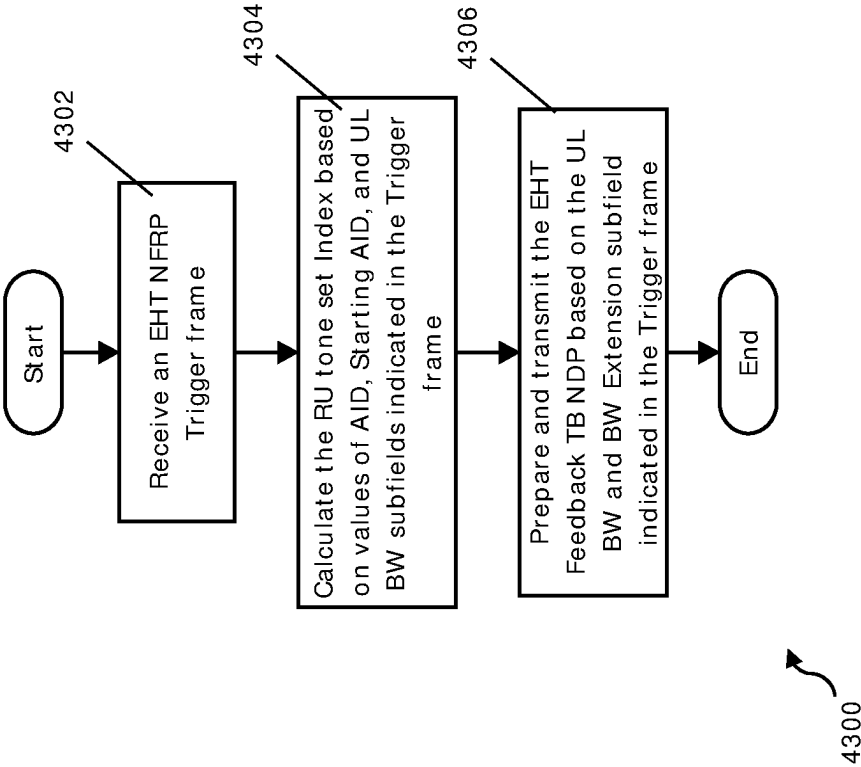 Start
4302
Receive an EHT NFRP
Trigger frame
4304
Calculate the RU tone set Index based
on values of AID, Starting AID, and UL
BW subfields indicated in the Trigger
frame
4306
Prepare and transmit the EHT
Feedback TB NDP based on the UL
BW and BW Extension subfield
indicated in the Trigger frame
End
4300